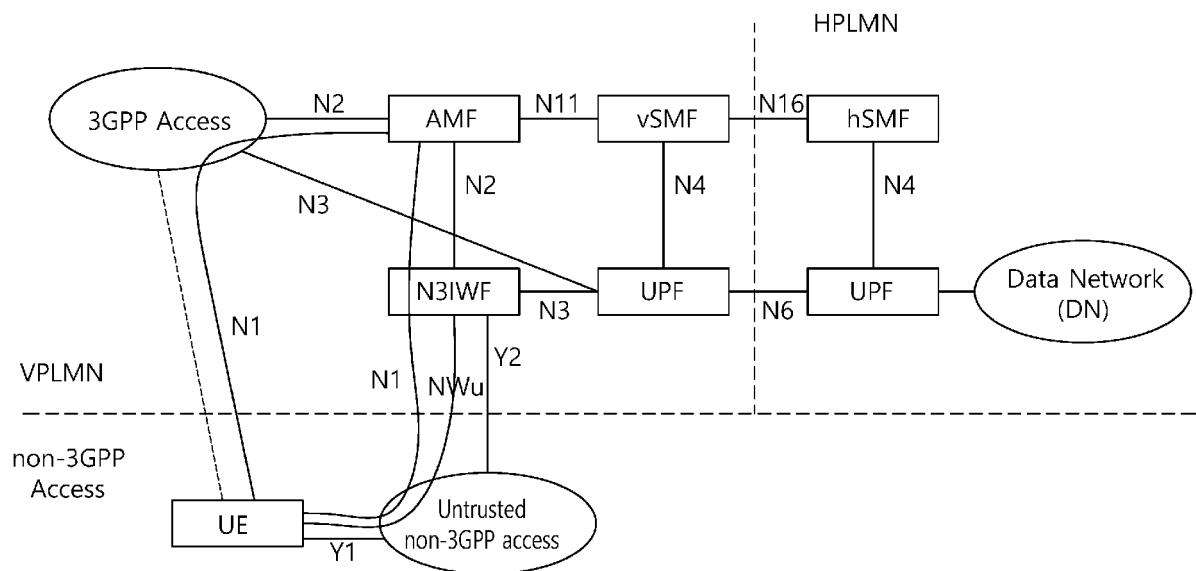 HPLMN
N2
N11
N16
3GPP Access
AMF
vSMF
hSMF
N2
N4
N4
N3
N3IWF
UPF
UPF
Data Network
(DN)
N3
N6
N1
Y2
VPLMN
N1
NWu
non-3GPP
Access
Untrusted
non-3GPP access
UE
Y1